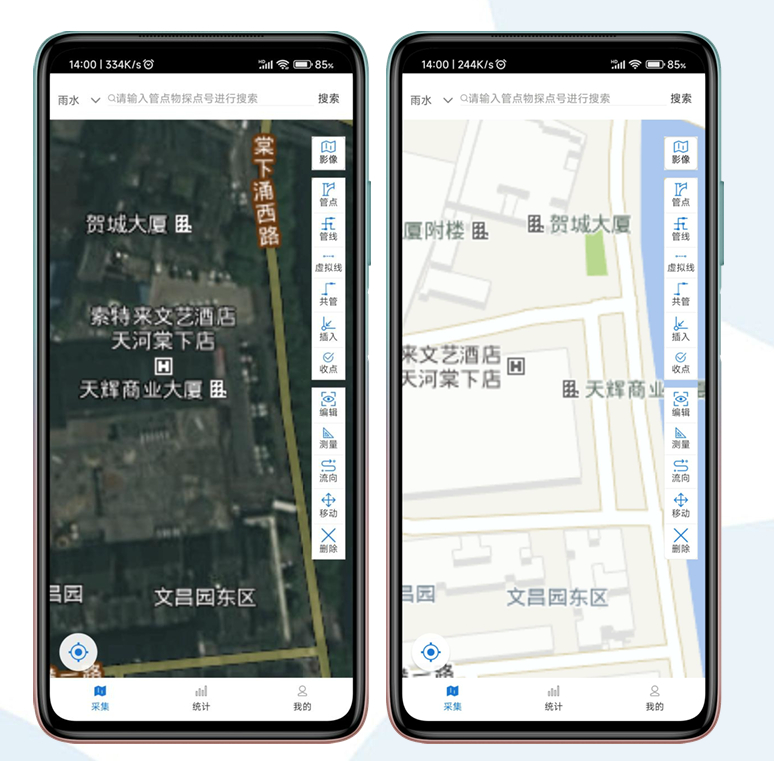 14:00 | 334K/s
85%
雨水
请输入管点物探点号进行搜索
搜索
棠下涌西路
影像
管点
贺城大厦
管线
虚拟线
共管
索特来文艺酒店
天河棠下店
插入
收点
H
天辉商业大厦
编辑
测量
流向
移动
删除
昌园
文昌园东区
采集
统计
我的
14:00 | 244K/s
85%
雨水
请输入管点物探点号进行搜索
搜索
影像
管点
厦附楼
贺城大厦
管线
虚拟线
共管
插入
来文艺酒店
天河棠下店
H
收点
天辉商业
编辑
测量
流向
移动
删除
昌园
文昌园东区
采集
统计
我的